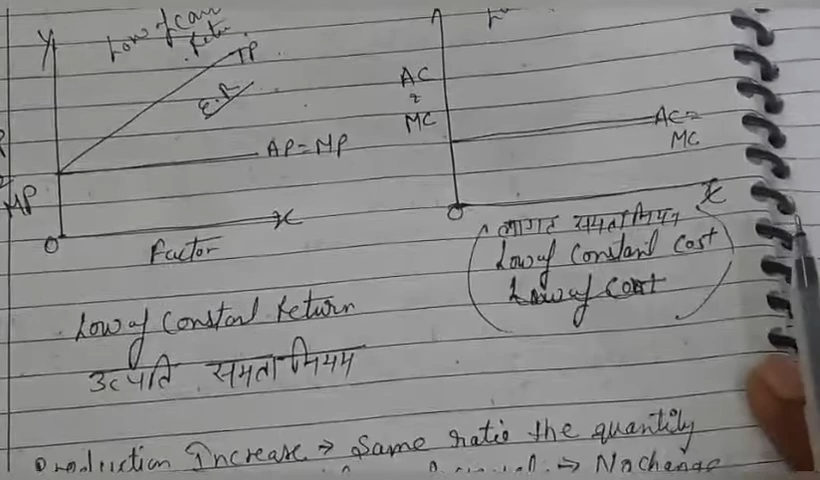 Y
Law of Con
Retu
TP
AP=MP
MP
O
X
Factor
AC
MC
AC=
MC
O
X
लागत समता नियम
Law of Constant Cost
Law of Cost
Law of Constant Return
उत्पति समता नियम
Production Increase → Same ratio the quantity
→ No change